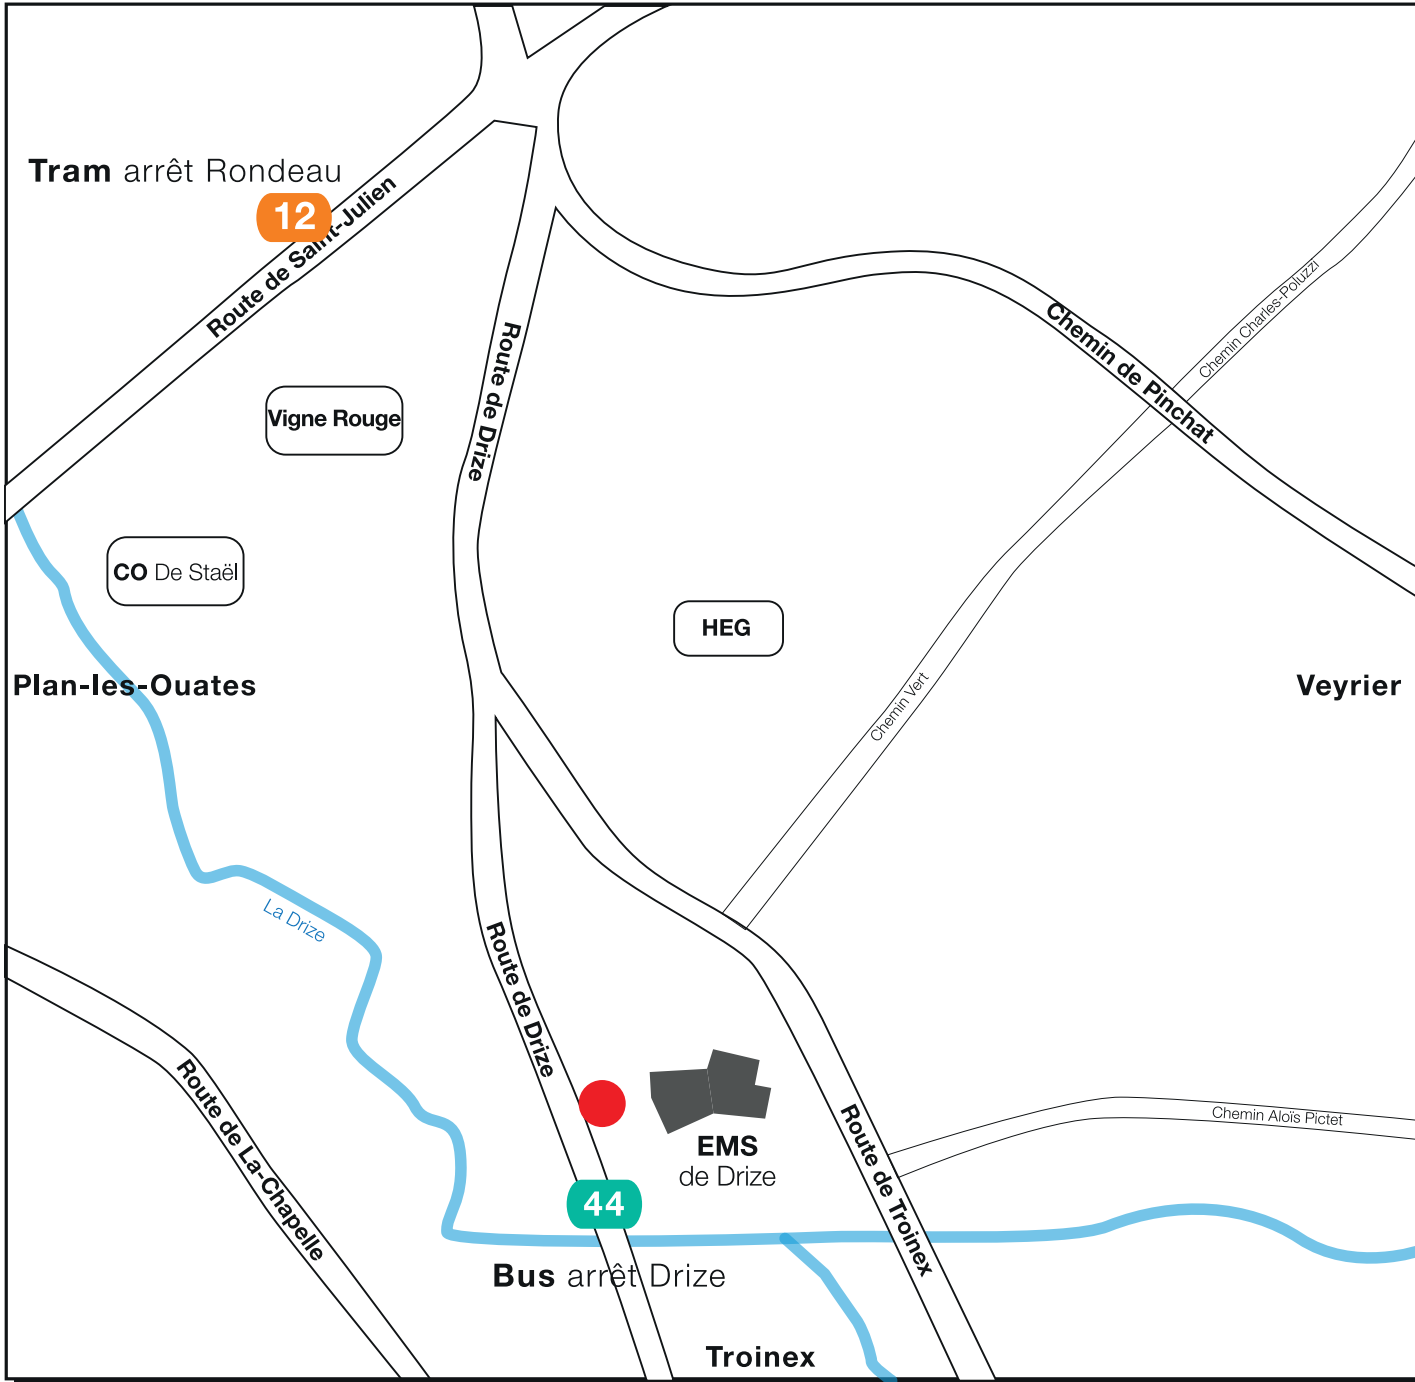 Tram arrêt Rondeau
12
Route de Saint-Julien
Route de Drize
Chemin Charles-Poluzzi
Chemin de Pinchat
Vigne Rouge
CO De Staël
HEG
Plan-les-Ouates
Veyrier
Chemin Vert
La Drize
Route de Drize
Route de La-Chapelle
EMS
de Drize
Route de Troinex
Chemin Aloïs Pictet
44
Bus arrêt Drize
Troinex